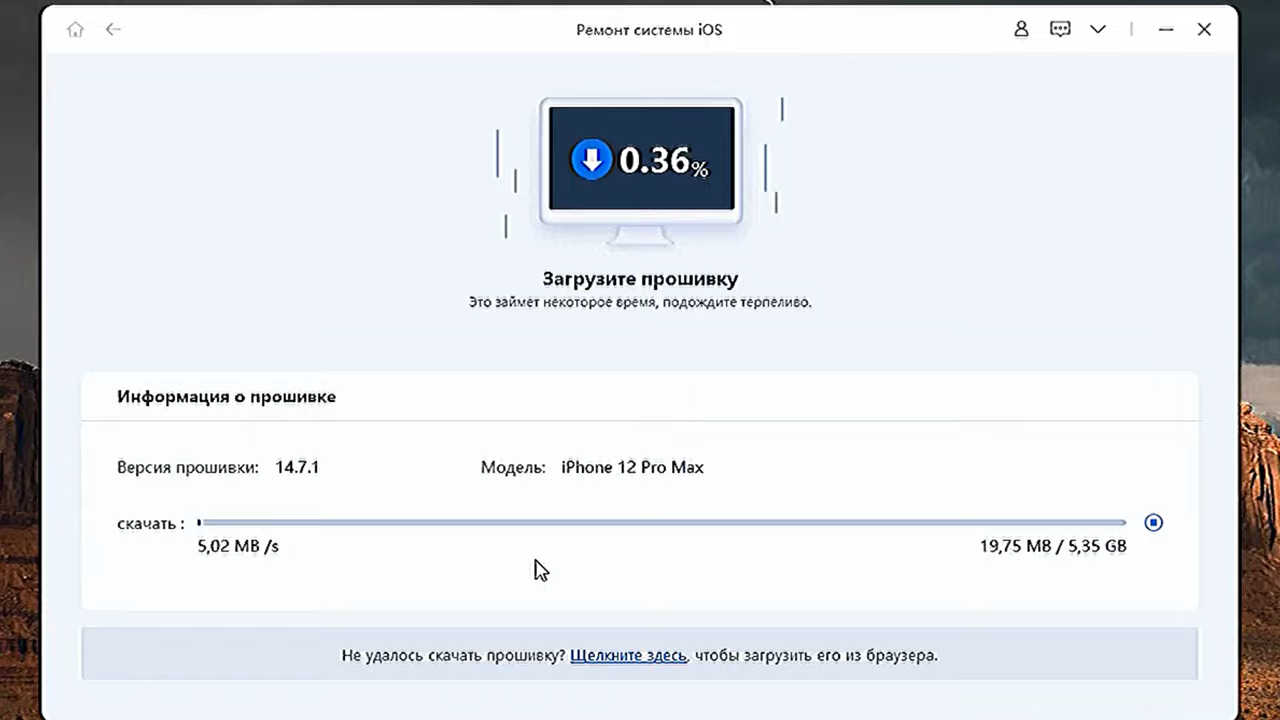 Ремонт системы iOS
0.36%
Загрузите прошивку
Это займет некоторое время, подождите терпеливо.
Информация о прошивке
Версия прошивки: 14.7.1 Модель: iPhone 12 Pro Max
скачать :
5,02 MB /s 19,75 MB / 5,35 GB
Не удалось скачать прошивку? Щелкните здесь, чтобы загрузить его из браузера.